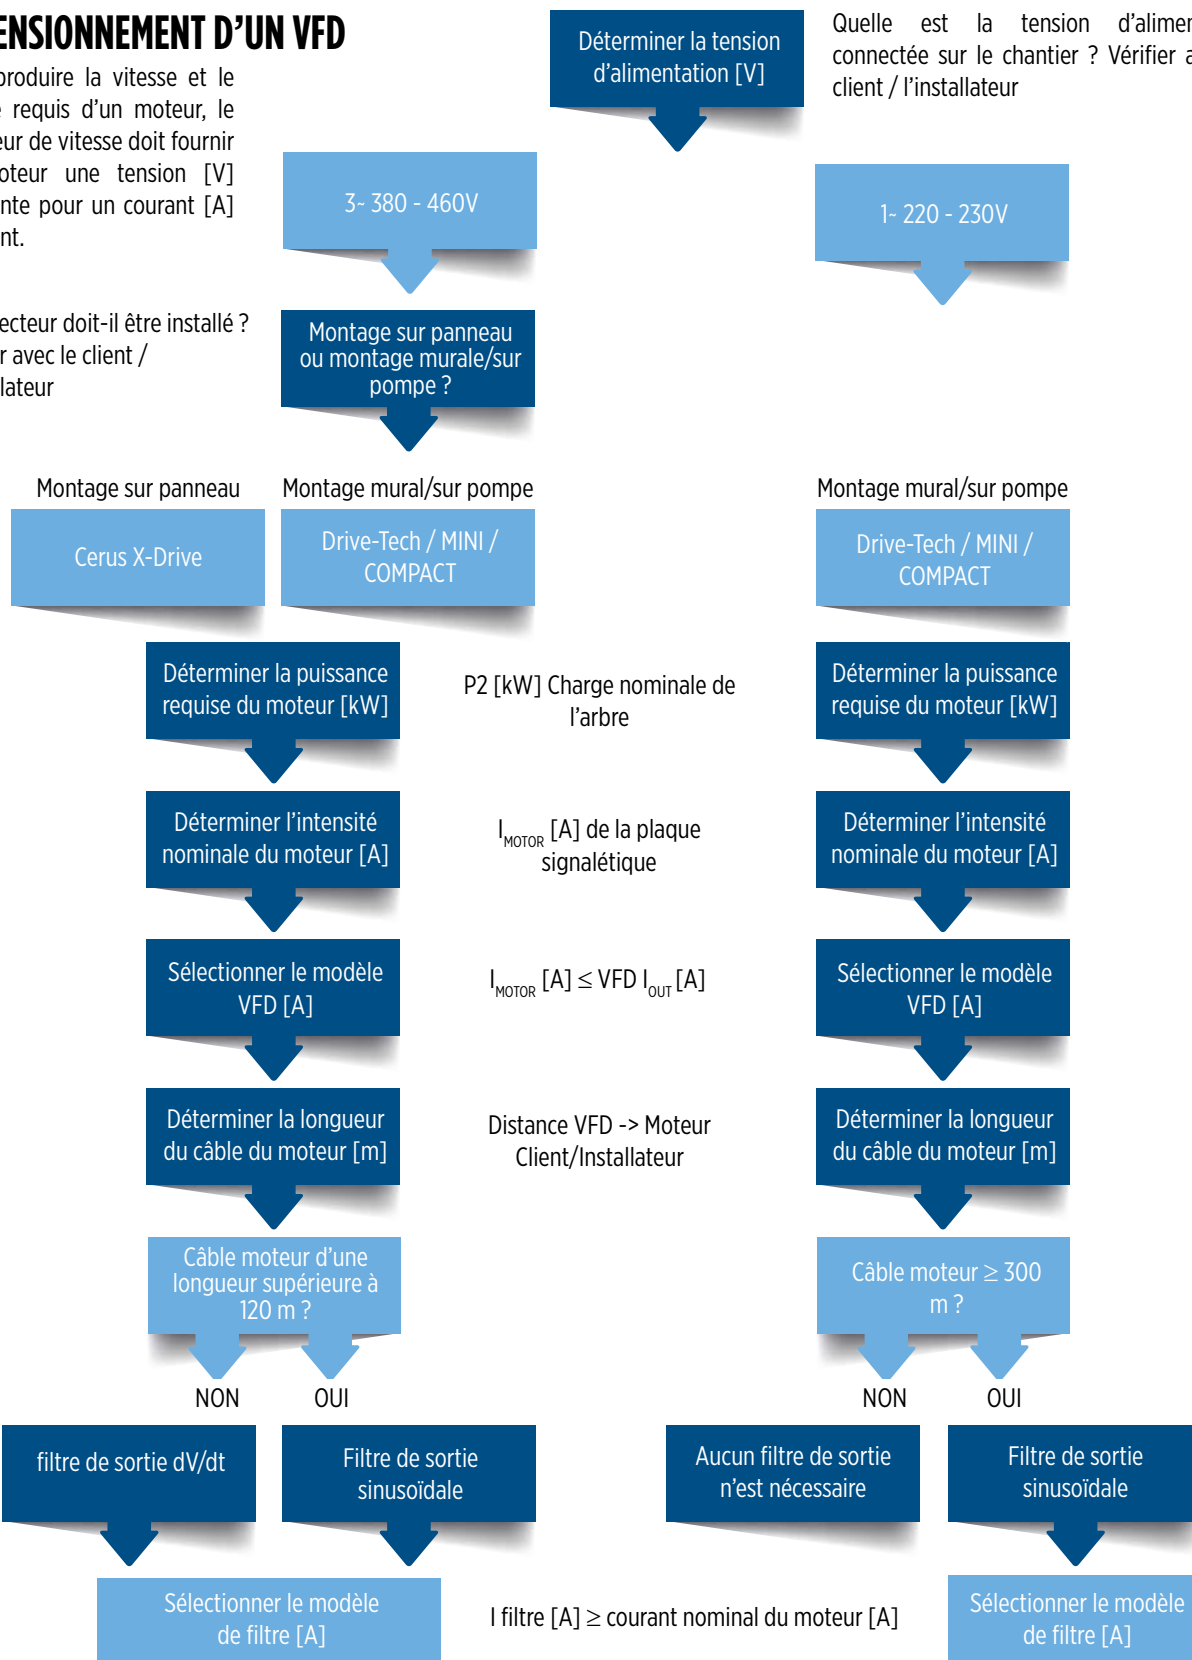 ENSIONNEMENT D’UN VFD
produire la vitesse et le
requis d’un moteur, le
eur de vitesse doit fournir
oteur une tension [V]
nte pour un courant [A]
nt.
Déterminer la tension
d’alimentation [V]
Quelle est la tension d’alimen
connectée sur le chantier ? Vérifier a
client / l’installateur
3~ 380 - 460V
1~ 220 - 230V
ecteur doit-il être installé ?
r avec le client /
llateur
Montage sur panneau
ou montage murale/sur
pompe ?
Montage sur panneau
Montage mural/sur pompe
Montage mural/sur pompe
Cerus X-Drive
Drive-Tech / MINI /
COMPACT
Drive-Tech / MINI /
COMPACT
Déterminer la puissance
requise du moteur [kW]
P2 [kW] Charge nominale de
l’arbre
Déterminer la puissance
requise du moteur [kW]
Déterminer l’intensité
nominale du moteur [A]
I MOTOR [A] de la plaque
signalétique
Déterminer l’intensité
nominale du moteur [A]
Sélectionner le modèle
VFD [A]
I MOTOR [A] ≤ VFD I OUT [A]
Sélectionner le modèle
VFD [A]
Déterminer la longueur
du câble du moteur [m]
Distance VFD -> Moteur
Client/Installateur
Déterminer la longueur
du câble du moteur [m]
Câble moteur d’une
longueur supérieure à
120 m ?
Câble moteur ≥ 300
m ?
NON
OUI
NON
OUI
filtre de sortie dV/dt
Filtre de sortie
sinusoïdale
Aucun filtre de sortie
n’est nécessaire
Filtre de sortie
sinusoïdale
Sélectionner le modèle
de filtre [A]
I filtre [A] ≥ courant nominal du moteur [A]
Sélectionner le modèle
de filtre [A]